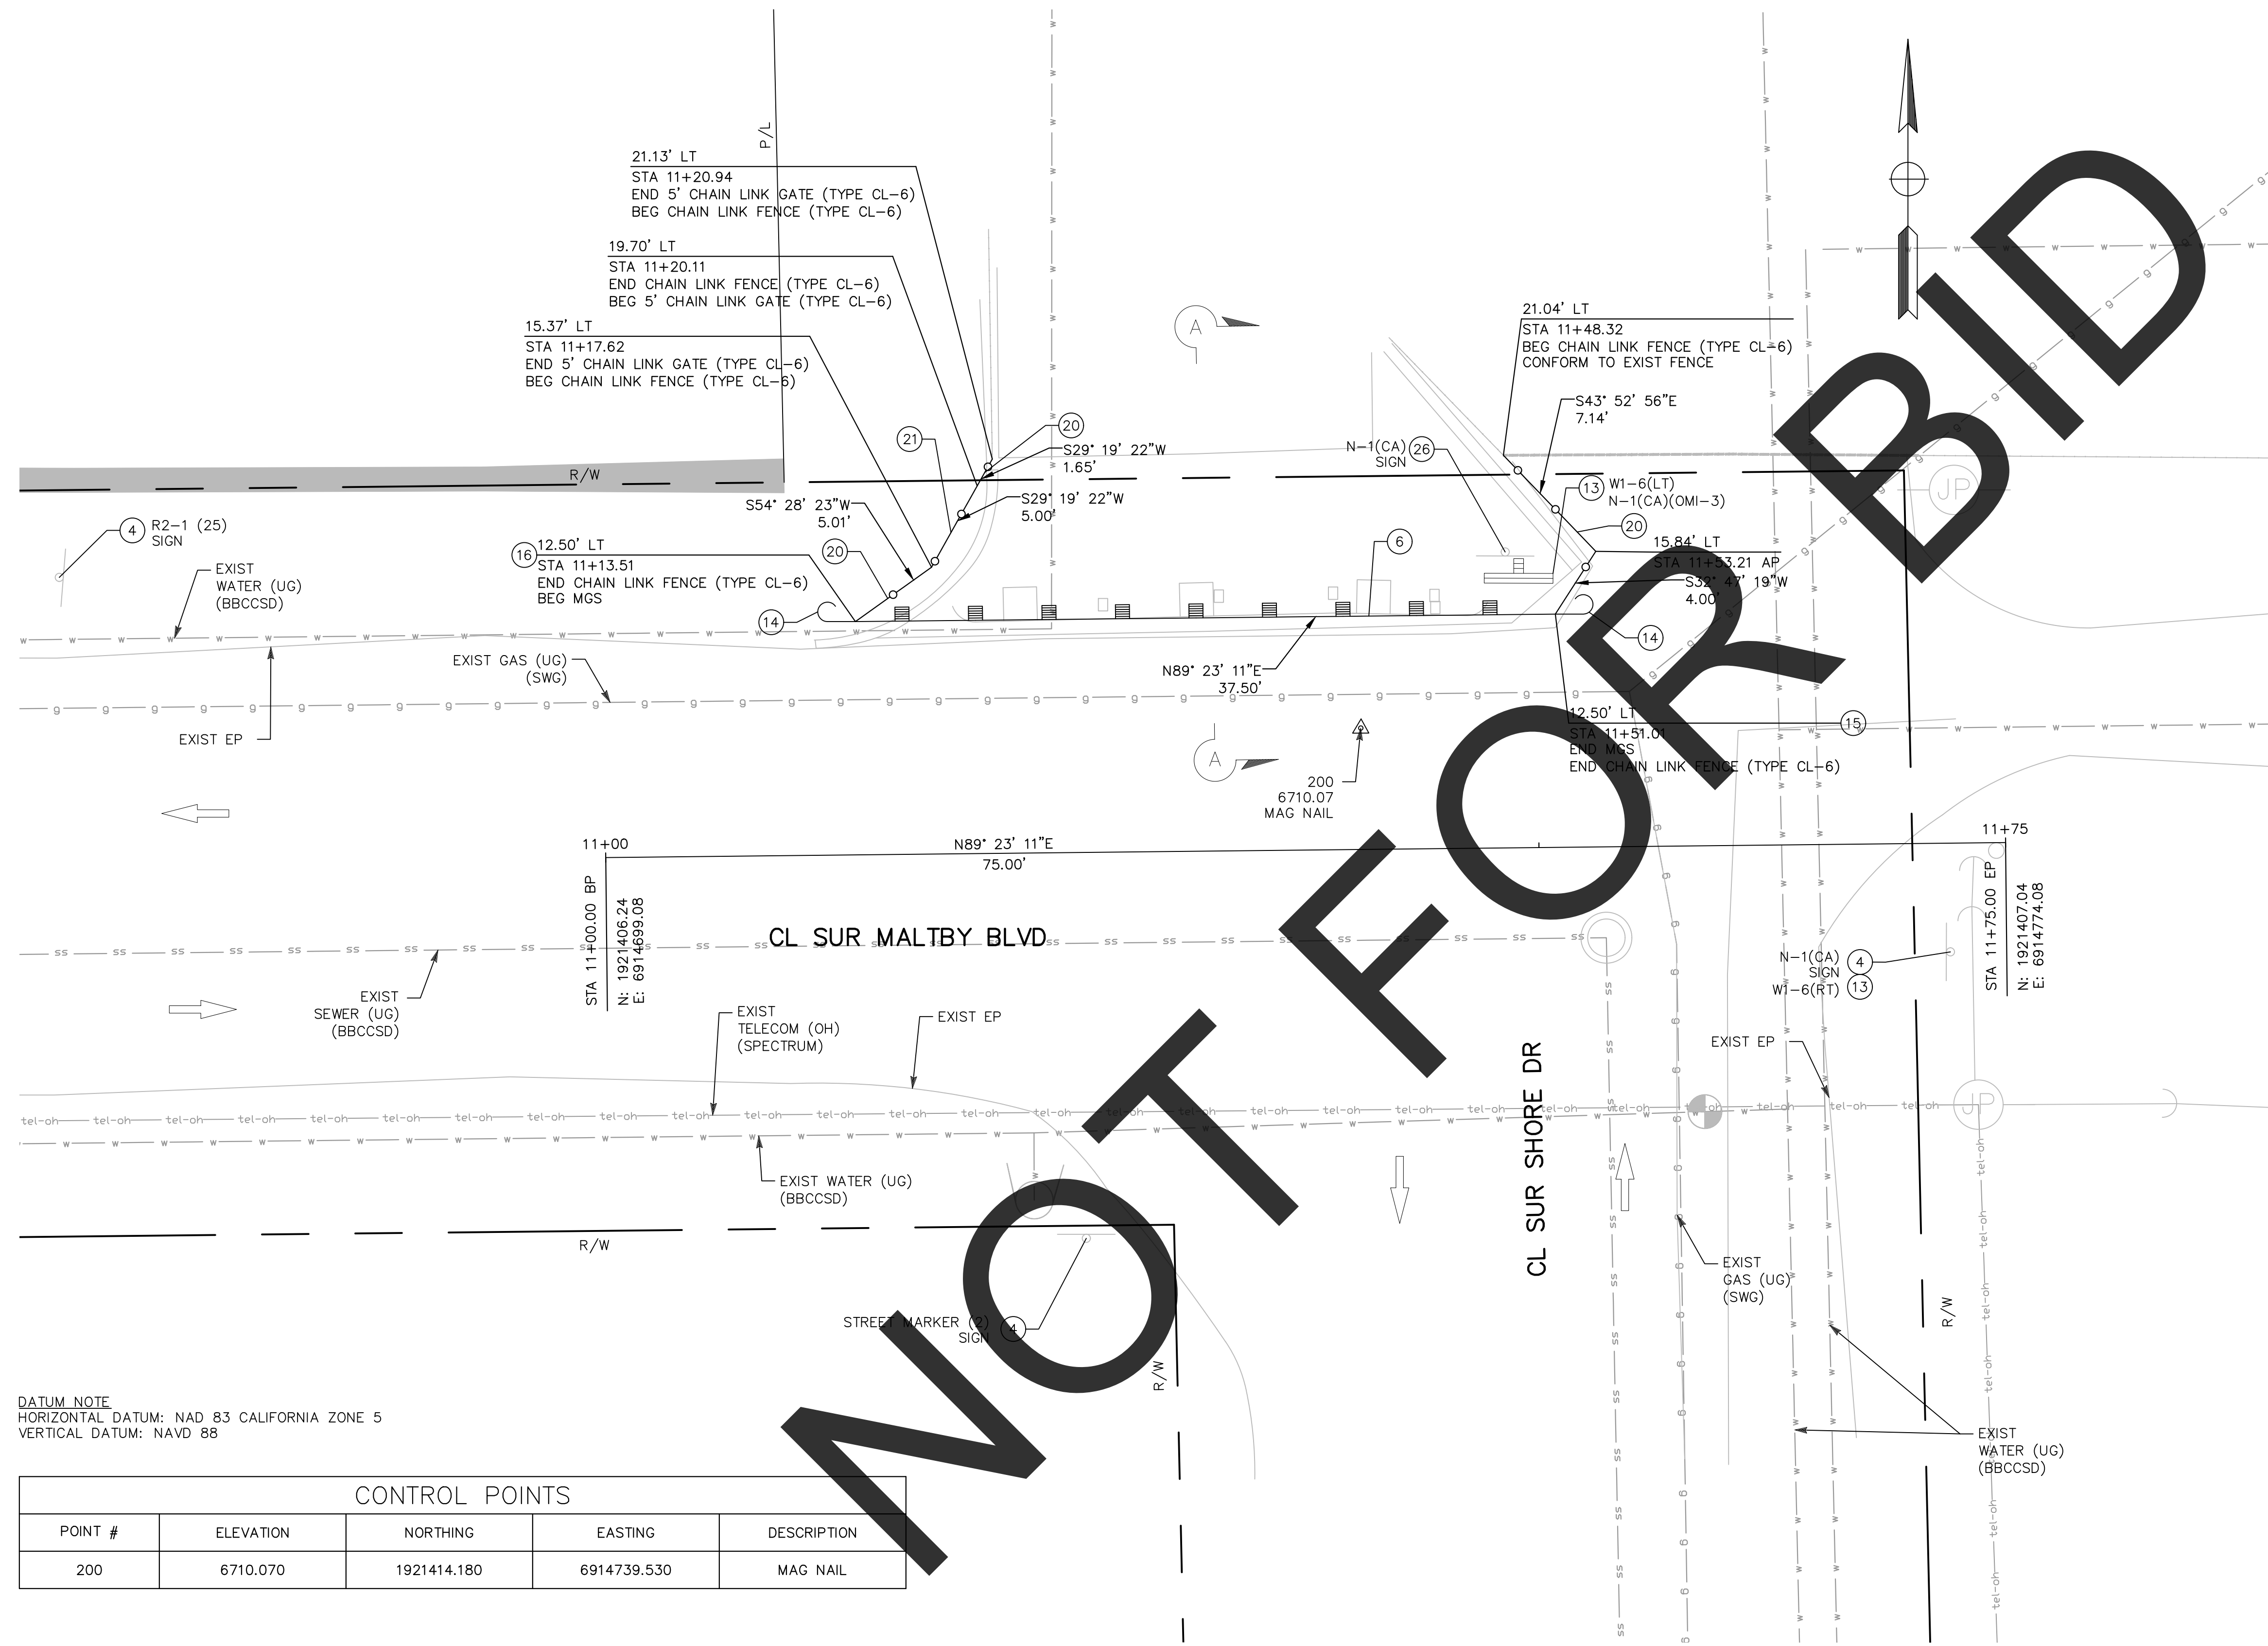 P/L
21.13' LT
STA 11+20.94
END 5' CHAIN LINK GATE (TYPE CL-6)
BEG CHAIN LINK FENCE (TYPE CL-6)
19.70' LT
STA 11+20.11
END CHAIN LINK FENCE (TYPE CL-6)
BEG 5' CHAIN LINK GATE (TYPE CL-6)
15.37' LT
STA 11+17.62
END 5' CHAIN LINK GATE (TYPE CL-6)
BEG CHAIN LINK FENCE (TYPE CL-6)
A
21.04' LT
STA 11+48.32
BEG CHAIN LINK FENCE (TYPE CL-6)
CONFORM TO EXIST FENCE
S43° 52' 56"E
7.14'
21
20
S29° 19' 22"W
1.65'
N-1(CA)
SIGN
26
R/W
S54° 28' 23"W
5.01'
S29° 19' 22"W
5.00'
13
W1-6(LT)
N-1(CA)(OMI-3)
JP
4
R2-1 (25)
SIGN
20
16
12.50' LT
STA 11+13.51
END CHAIN LINK FENCE (TYPE CL-6)
BEG MGS
20
6
15.84' LT
STA 11+53.21 AP
S32° 47' 19"W
4.00'
EXIST
WATER (UG)
(BBCCSD)
14
14
EXIST GAS (UG)
(SWG)
N89° 23' 11"E
37.50'
EXIST EP
12.50' LT
STA 11+51.01
END MGS
END CHAIN LINK FENCE (TYPE CL-6)
15
A
200
6710.07
MAG NAIL
11+00
N89° 23' 11"E
75.00'
11+75
STA 11+00.00 BP
N: 1921406.24
E: 6914699.08
CL SUR MALTBY BLVD
STA 11+75.00 EP
N: 1921407.04
E: 6914774.08
N-1(CA)
SIGN
W1-6(RT)
4
13
EXIST
SEWER (UG)
(BBCCSD)
EXIST
TELECOM (OH)
(SPECTRUM)
EXIST EP
EXIST EP
CL SUR SHORE DR
JP
EXIST WATER (UG)
(BBCCSD)
R/W
EXIST
GAS (UG)
(SWG)
STREET MARKER (2)
SIGN
4
R/W
R/W
EXIST
WATER (UG)
(BBCCSD)
NOT FOR BID
DATUM NOTE
HORIZONTAL DATUM: NAD 83 CALIFORNIA ZONE 5
VERTICAL DATUM: NAVD 88
CONTROL POINTS
POINT # ELEVATION NORTHING EASTING DESCRIPTION
200 6710.070 1921414.180 6914739.530 MAG NAIL